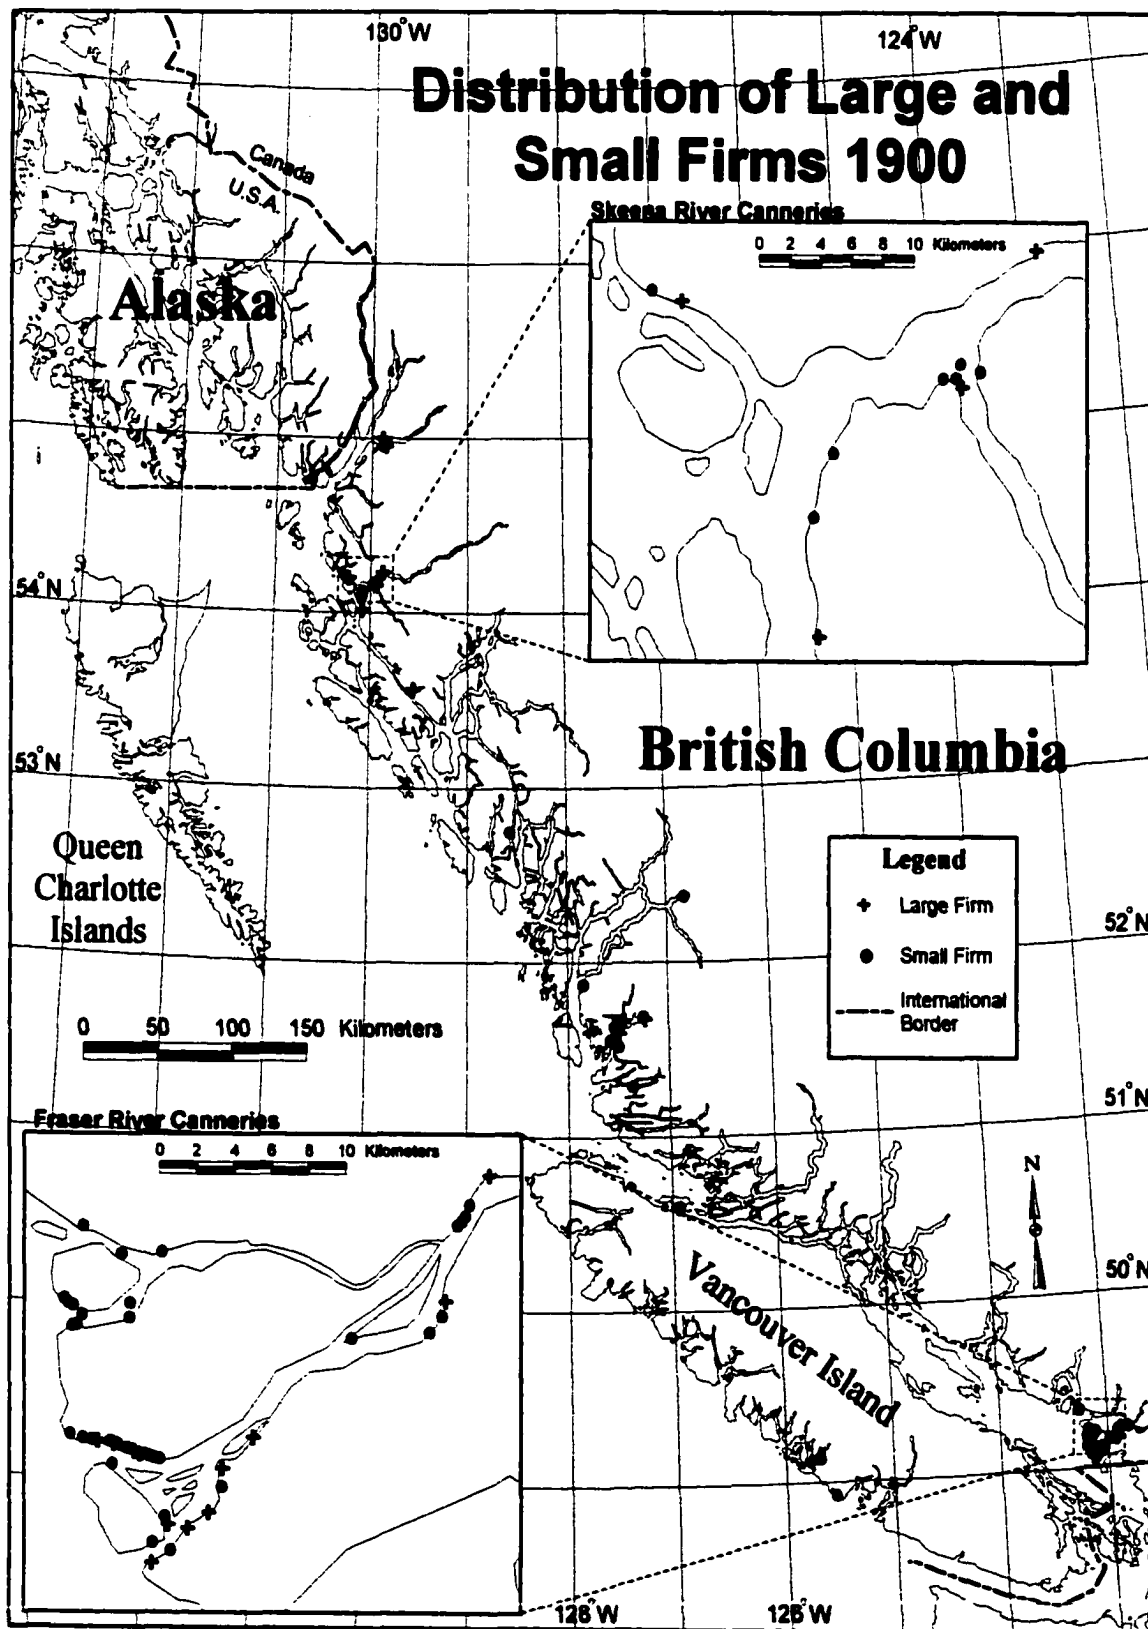 130°W
124°W
Distribution of Large and
Small Firms 1900
Canada
U.S.A.
Skeena River Canneries
0 2 4 6 8 10 Kilometers
Alaska
54°N
53°N
British Columbia
Queen
Charlotte
Islands
Legend
Large Firm
Small Firm
International
Border
52°N
0 50 100 150 Kilometers
51°N
Fraser River Canneries
0 2 4 6 8 10 Kilometers
N
50°N
Vancouver Island
128°W